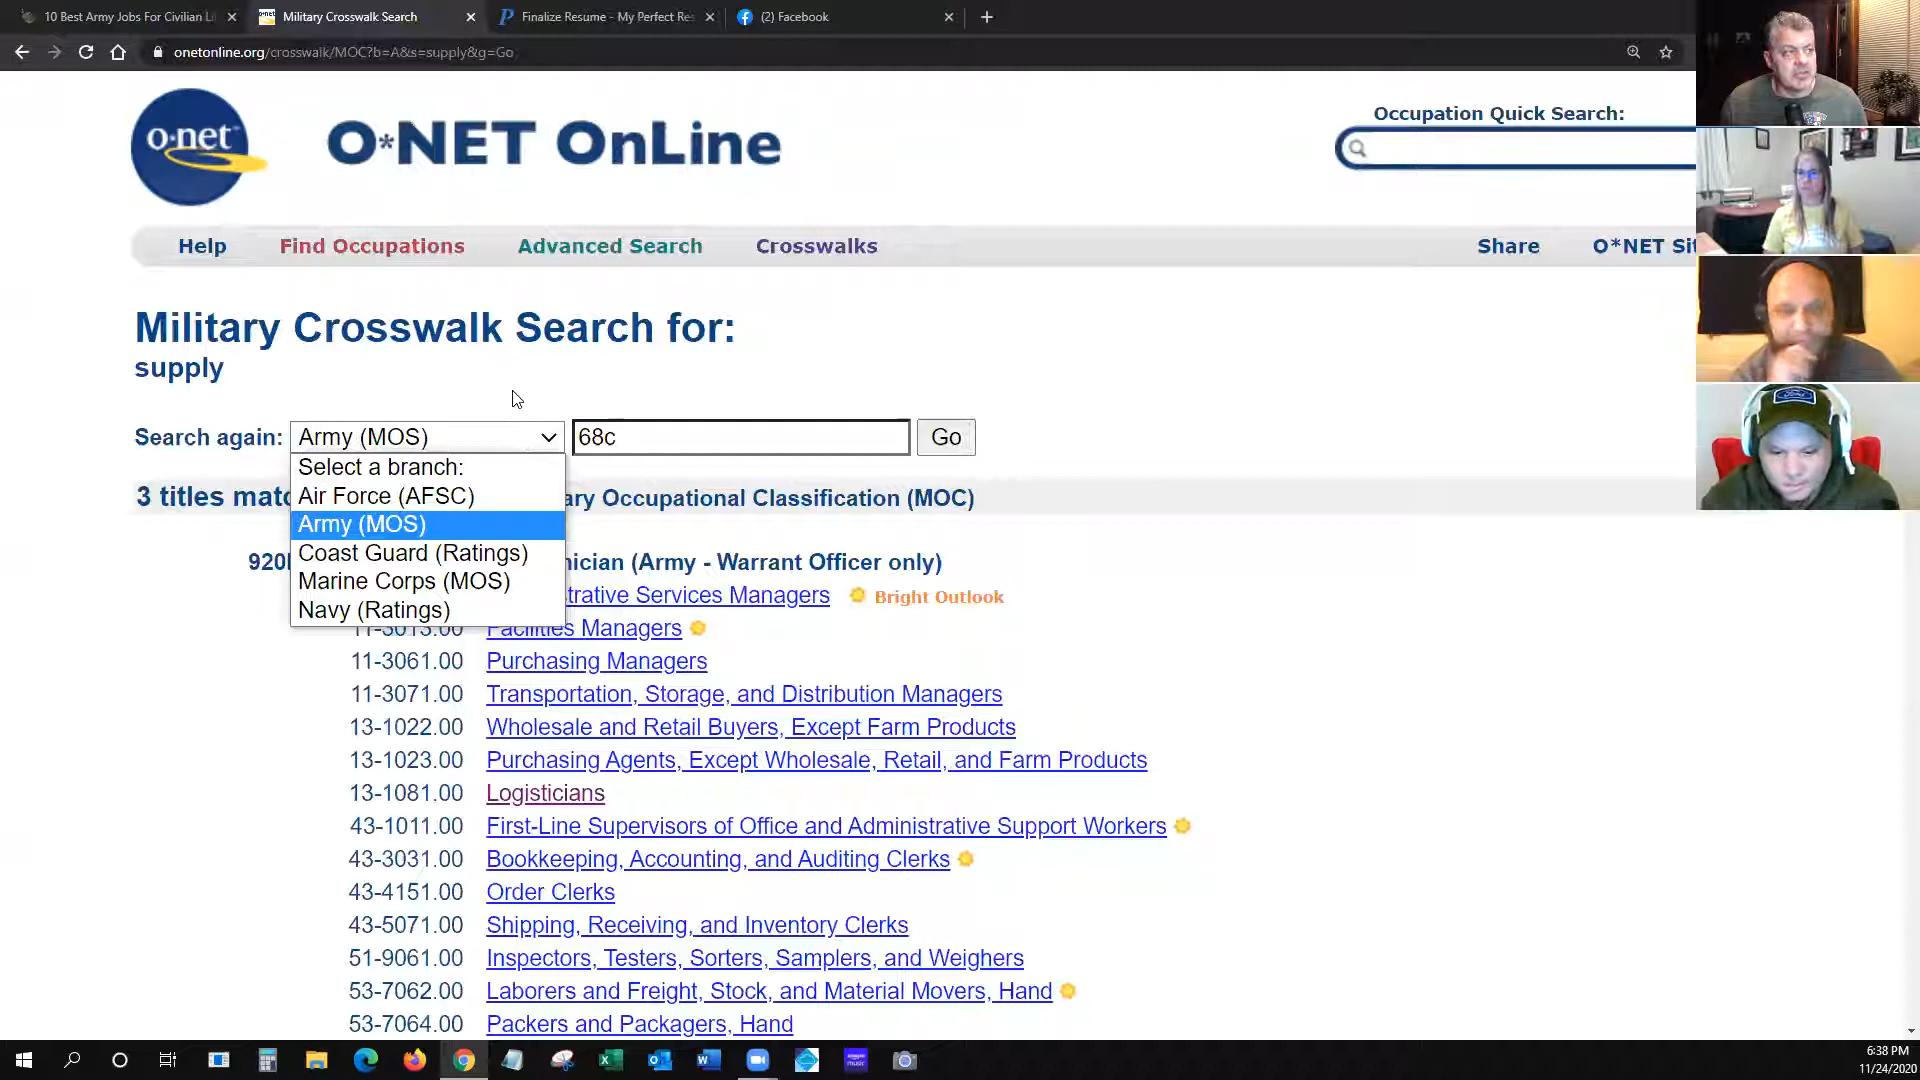 10 Best Army Jobs For Civilian Li
Military Crosswalk Search
Finalize Resume - My Perfect Res
(2) Facebook
onetonline.org/crosswalk/MOC?b=A&s=supply&g=Go
o·net
O*NET OnLine
Occupation Quick Search:
Help
Find Occupations
Advanced Search
Crosswalks
Share
O*NET Sit
Military Crosswalk Search for:
supply
Search again:
Army (MOS)
68c
Go
Select a branch:
Air Force (AFSC)
Army (MOS)
Coast Guard (Ratings)
Marine Corps (MOS)
Navy (Ratings)
3 titles matc
ary Occupational Classification (MOC)
920
nician (Army - Warrant Officer only)
trative Services Managers
Bright Outlook
11-3013.00 Facilities Managers
11-3061.00 Purchasing Managers
11-3071.00 Transportation, Storage, and Distribution Managers
13-1022.00 Wholesale and Retail Buyers, Except Farm Products
13-1023.00 Purchasing Agents, Except Wholesale, Retail, and Farm Products
13-1081.00 Logisticians
43-1011.00 First-Line Supervisors of Office and Administrative Support Workers
43-3031.00 Bookkeeping, Accounting, and Auditing Clerks
43-4151.00 Order Clerks
43-5071.00 Shipping, Receiving, and Inventory Clerks
51-9061.00 Inspectors, Testers, Sorters, Samplers, and Weighers
53-7062.00 Laborers and Freight, Stock, and Material Movers, Hand
53-7064.00 Packers and Packagers, Hand
6:38 PM
11/24/2020